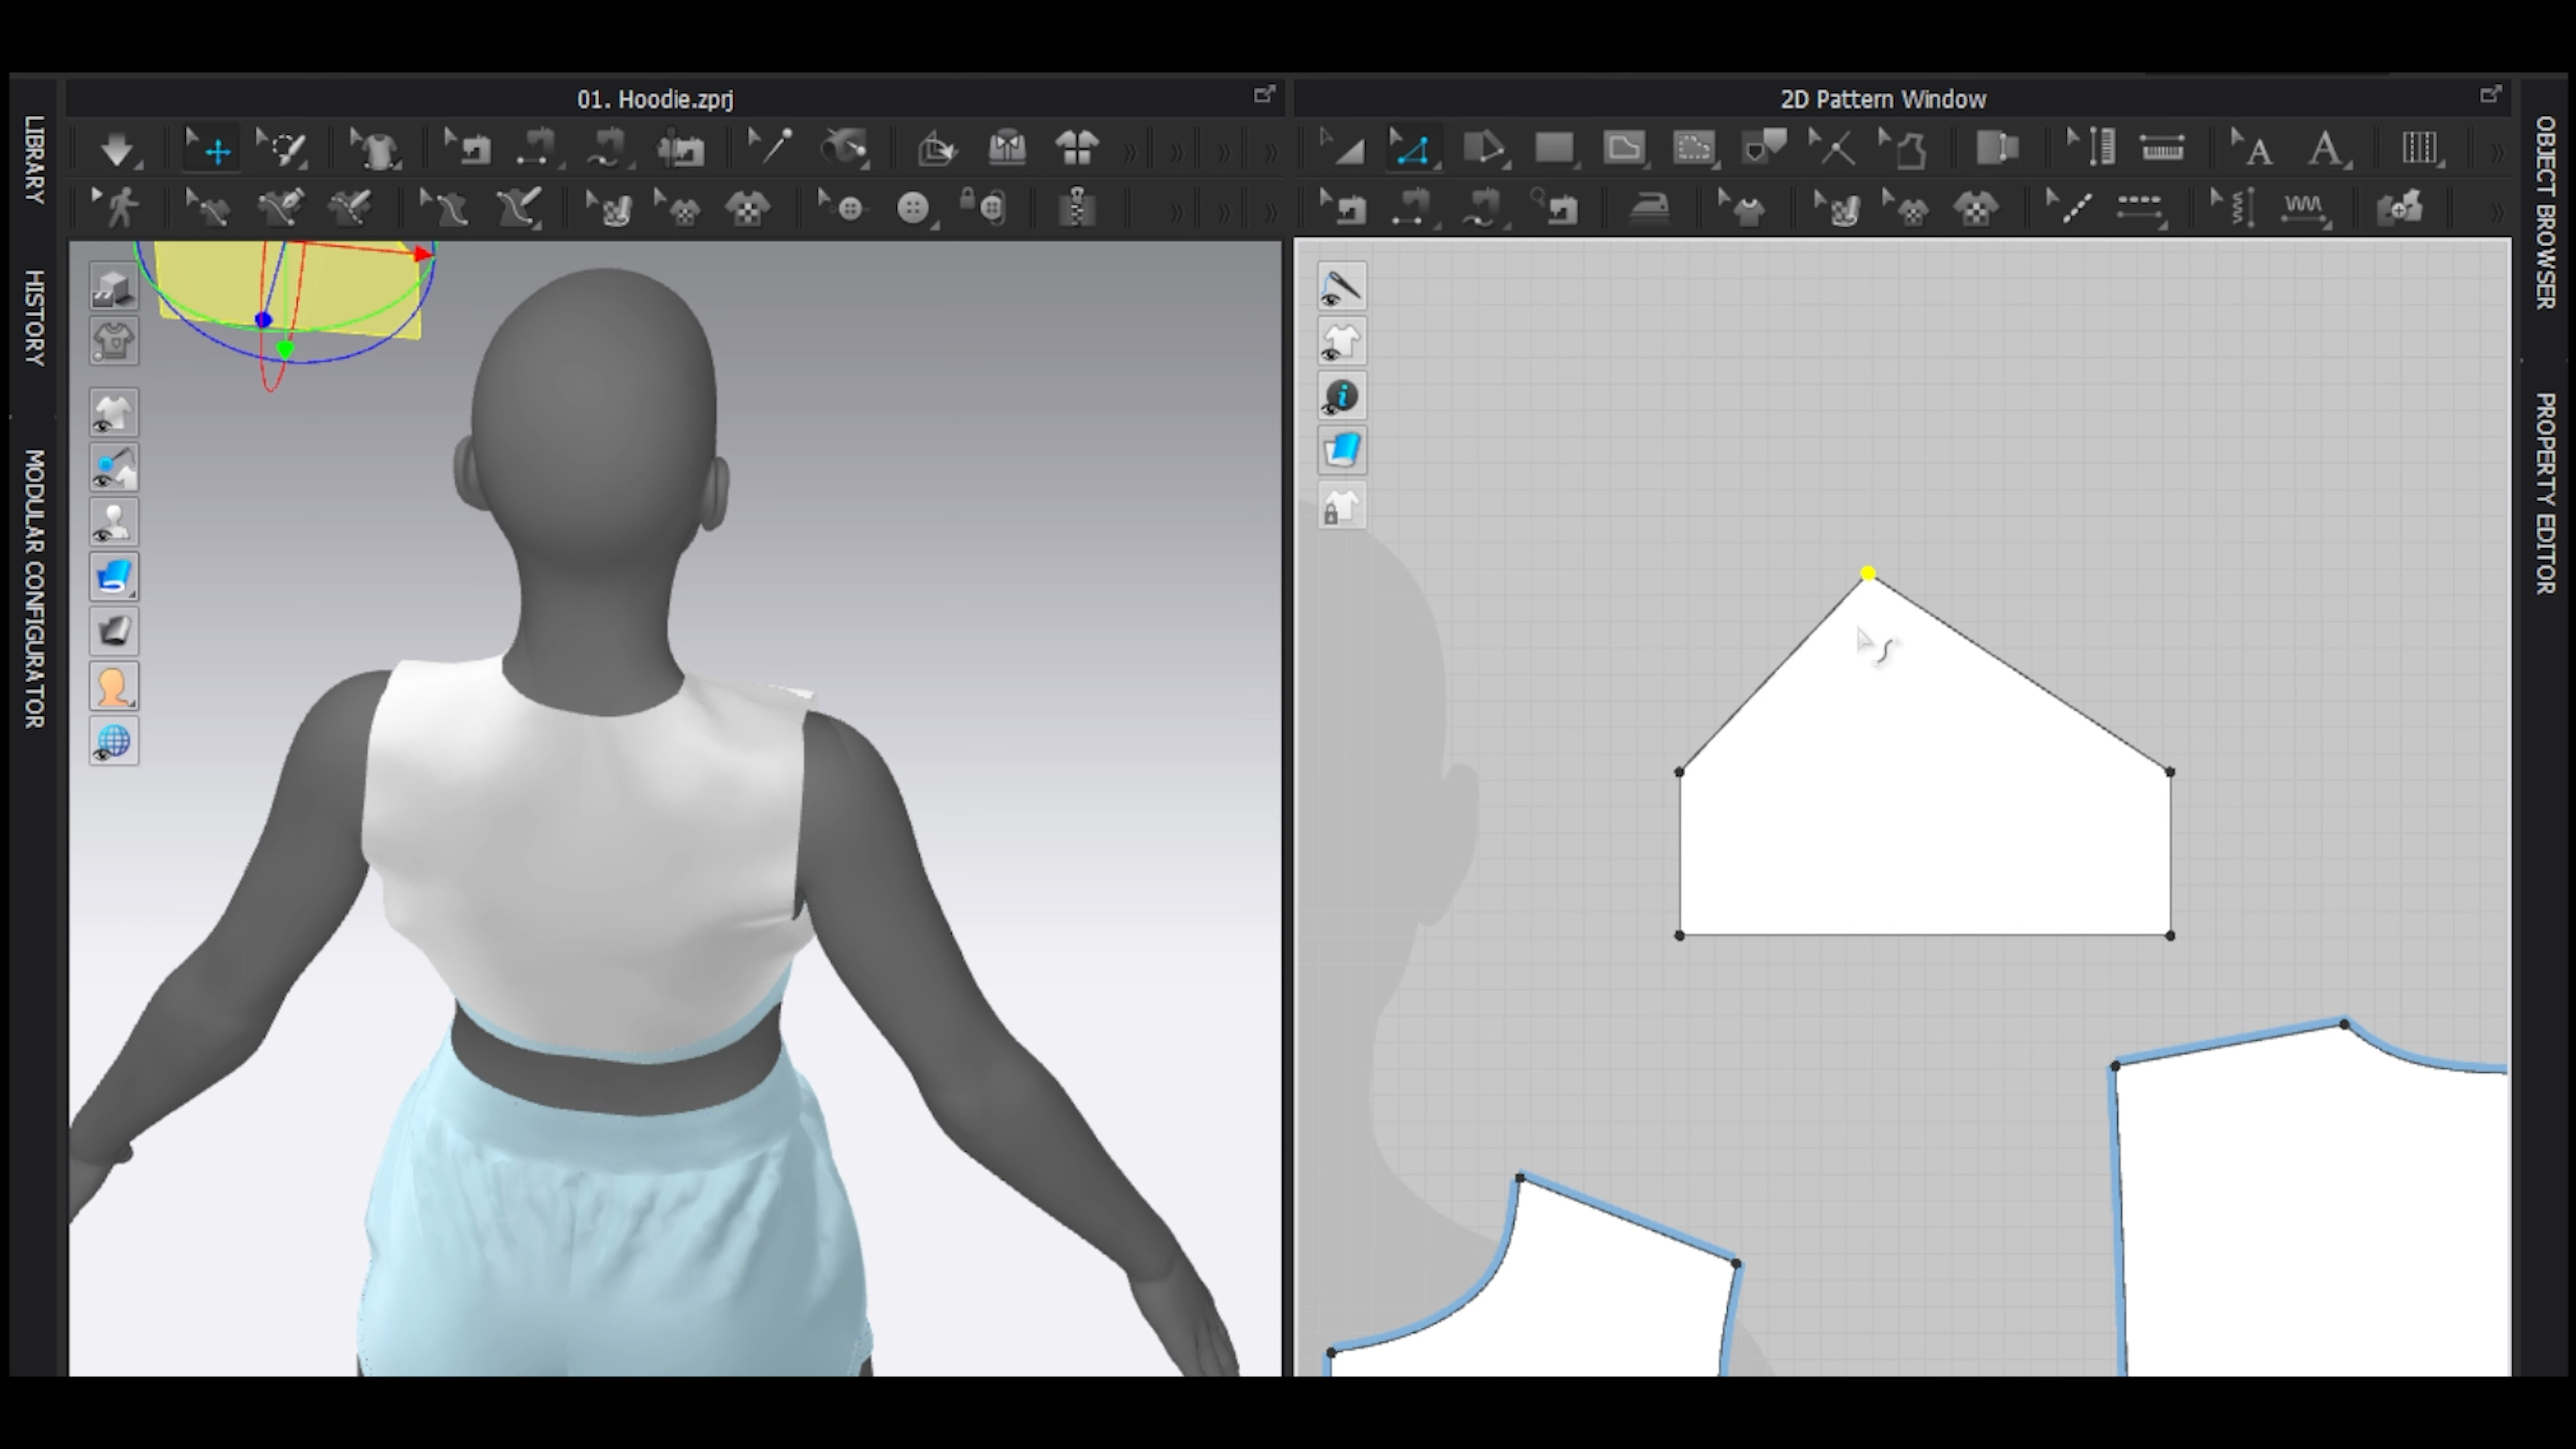 01. Hoodie.zprj
2D Pattern Window
LIBRARY
HISTORY
MODULAR CONFIGURATOR
OBJECT BROWSER
PROPERTY EDITOR